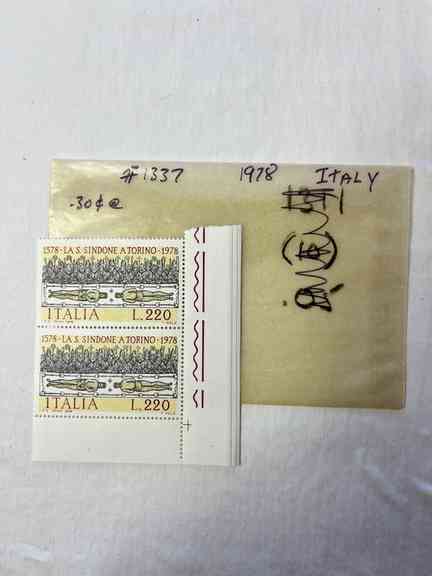 #1337 1978 ITALY
.30¢@
1578 - LA S. SINDONE A TORINO - 1978
ITALIA L.220
1578 - LA S. SINDONE A TORINO - 1978
ITALIA L.220